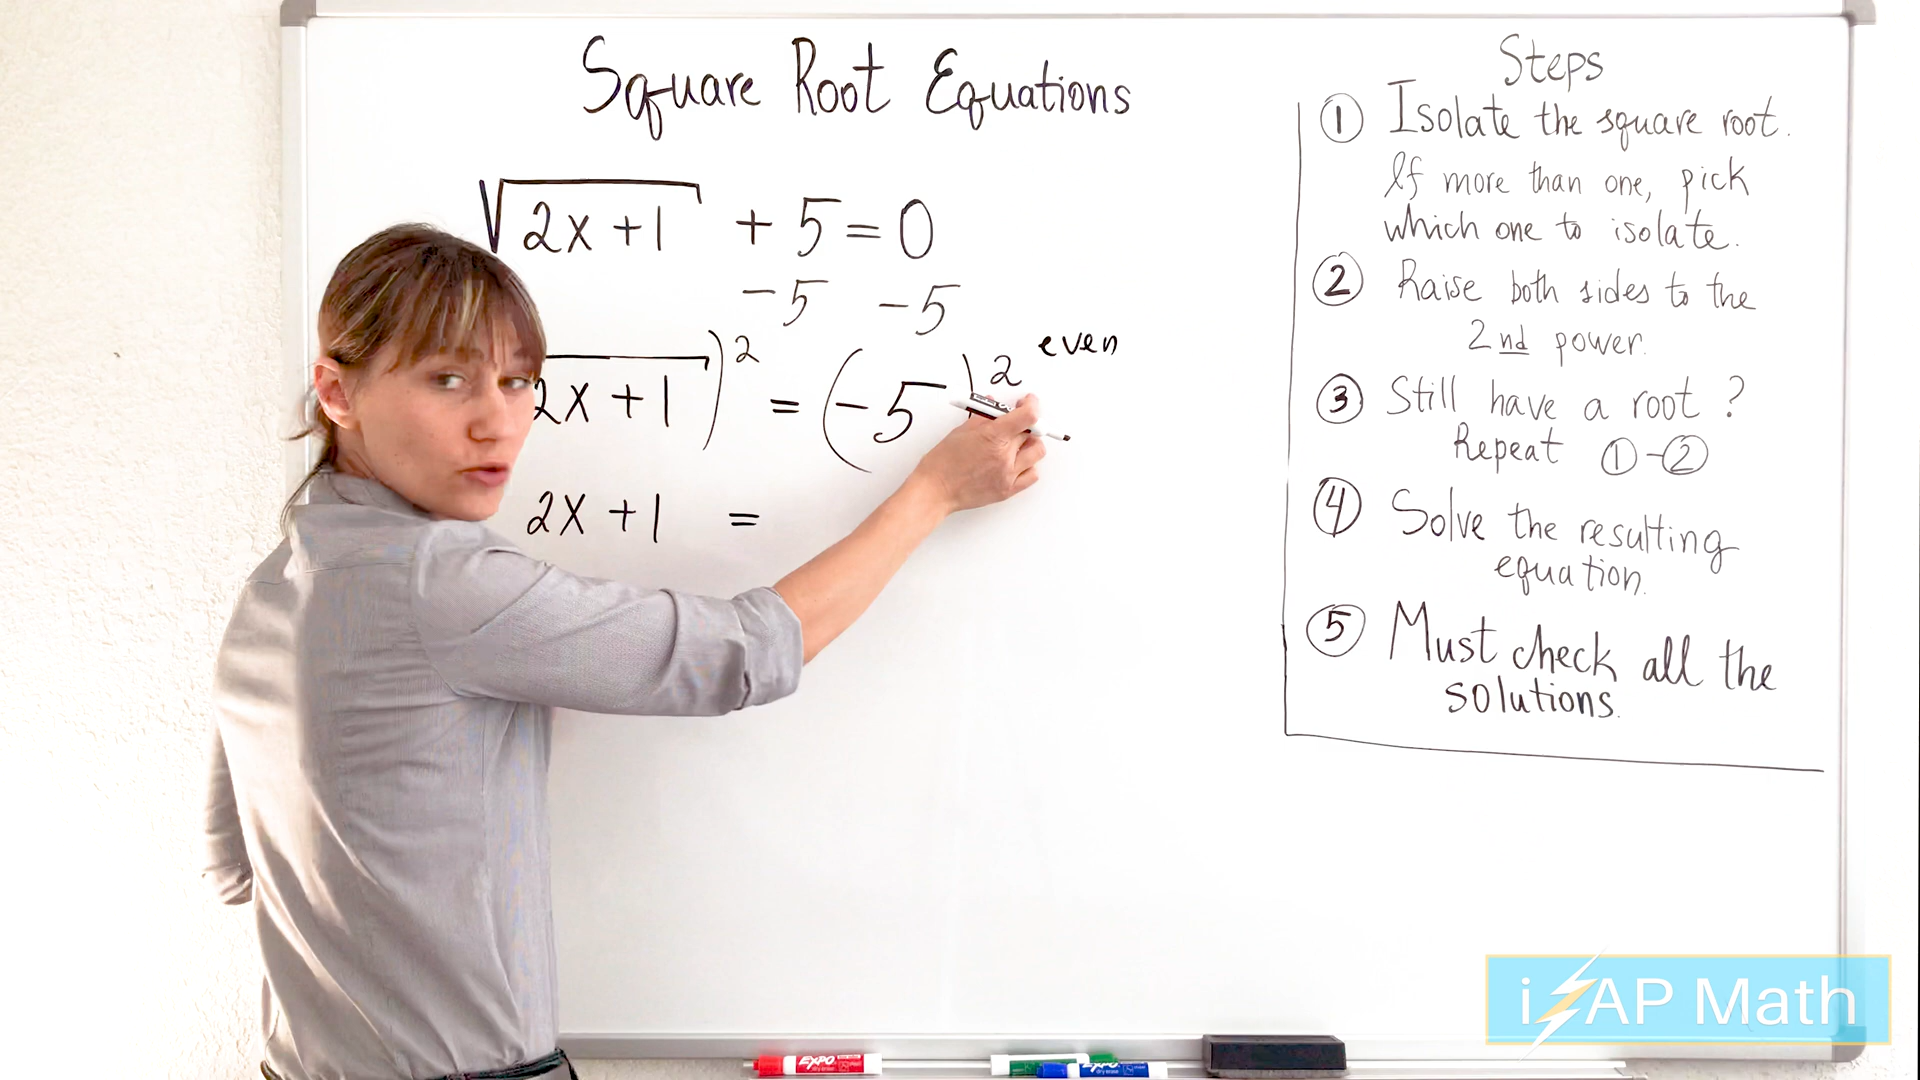 Square Root Equations
√2x+1 + 5 = 0
-5 -5
2x+1)² = (-5)² even
2x+1 =
Steps
① Isolate the square root.
If more than one, pick
which one to isolate.
② Raise both sides to the
2nd power.
③ Still have a root?
Repeat ①-②
④ Solve the resulting
equation.
⑤ Must check all the
solutions.
iZAP Math
EXPO